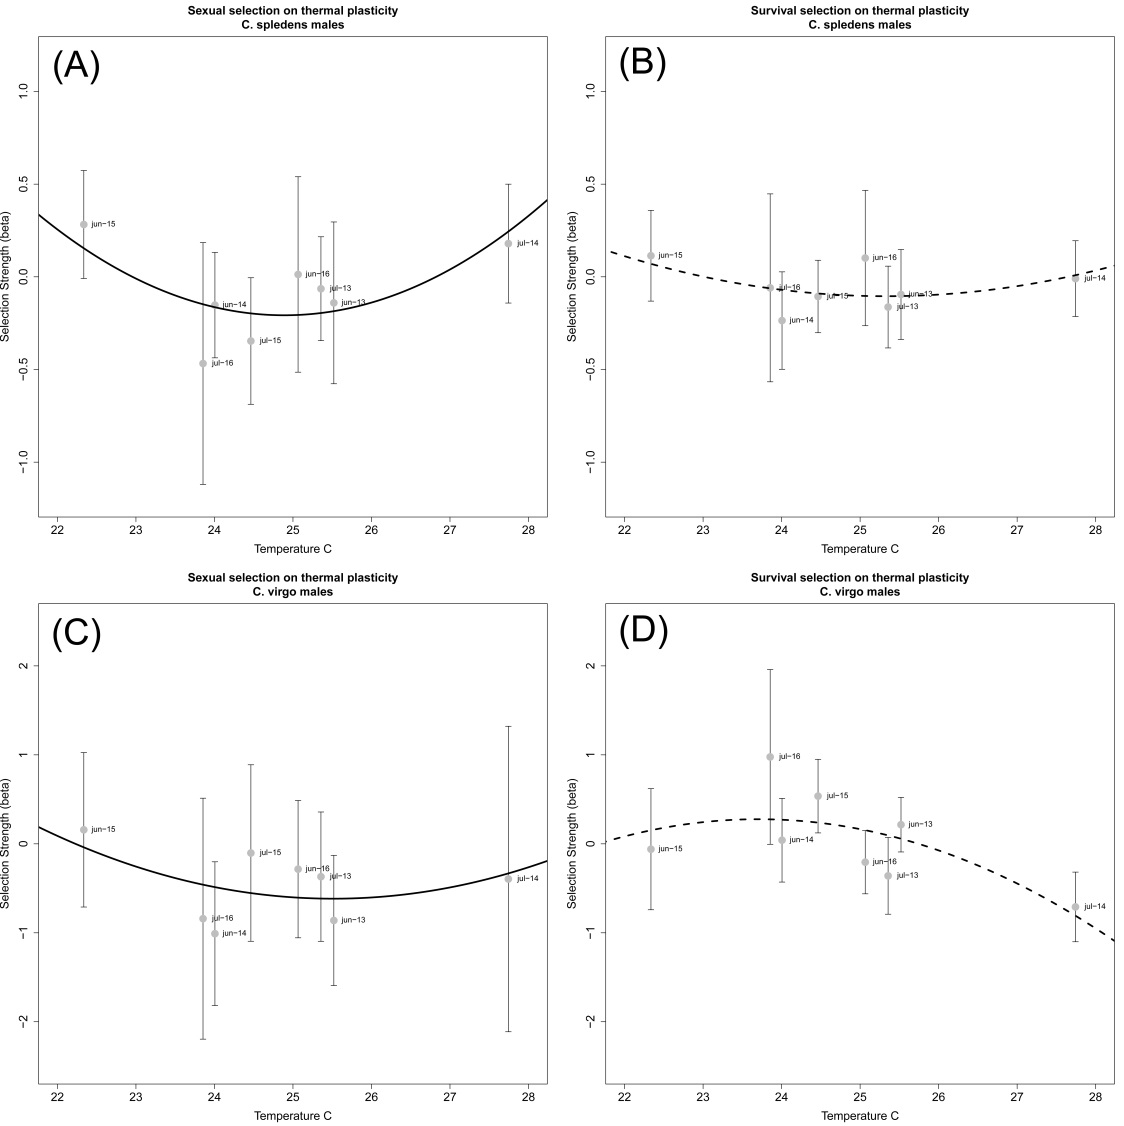 Sexual selection on thermal plasticity
C. spledens males
(A)
Selection Strength (beta)
1.0
0.5
0.0
−0.5
−1.0
jun−15
jul−16
jun−14
jul−15
jun−16
jul−13
jun−13
jul−14
22 23 24 25 26 27 28
Temperature C
Survival selection on thermal plasticity
C. spledens males
(B)
Selection Strength (beta)
1.0
0.5
0.0
−0.5
−1.0
jun−15
jul−16
jun−14
jul−15
jun−16
jul−13
jun−13
jul−14
22 23 24 25 26 27 28
Temperature C
Sexual selection on thermal plasticity
C. virgo males
(C)
Selection Strength (beta)
2
1
0
−1
−2
jun−15
jul−16
jun−14
jul−15
jun−16
jul−13
jun−13
jul−14
22 23 24 25 26 27 28
Temperature C
Survival selection on thermal plasticity
C. virgo males
(D)
Selection Strength (beta)
2
1
0
−1
−2
jun−15
jul−16
jun−14
jul−15
jun−16
jul−13
jun−13
jul−14
22 23 24 25 26 27 28
Temperature C